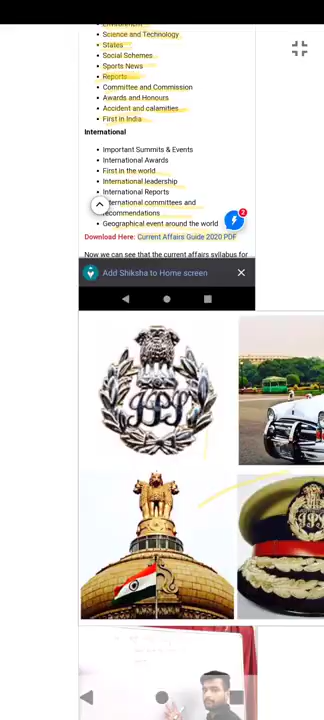 Environment
Science and Technology
States
Social Schemes
Sports News
Reports
Committee and Commission
Awards and Honours
Accident and calamities
First in India
International
Important Summits & Events
International Awards
First in the world
International leadership
International Reports
International committees and
recommendations
Geographical event around the world
2
Download Here: Current Affairs Guide 2020 PDF
Now we can see that the current affairs syllabus for
Add Shiksha to Home screen
IPS
IPS